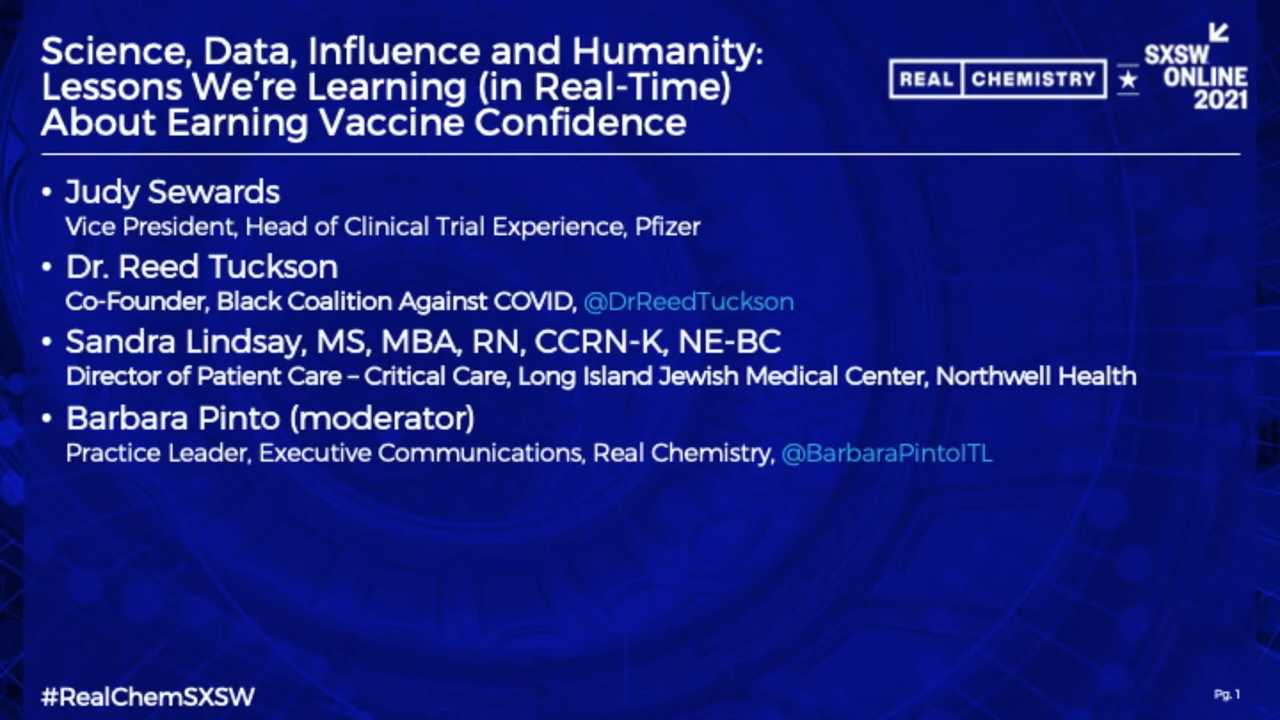 Science, Data, Influence and Humanity:
Lessons We’re Learning (in Real-Time)
About Earning Vaccine Confidence
REAL CHEMISTRY
SXSW
ONLINE
2021
• Judy Sewards
Vice President, Head of Clinical Trial Experience, Pfizer
• Dr. Reed Tuckson
Co-Founder, Black Coalition Against COVID, @DrReedTuckson
• Sandra Lindsay, MS, MBA, RN, CCRN-K, NE-BC
Director of Patient Care – Critical Care, Long Island Jewish Medical Center, Northwell Health
• Barbara Pinto (moderator)
Practice Leader, Executive Communications, Real Chemistry, @BarbaraPintoITL
#RealChemSXSW
Pg. 1